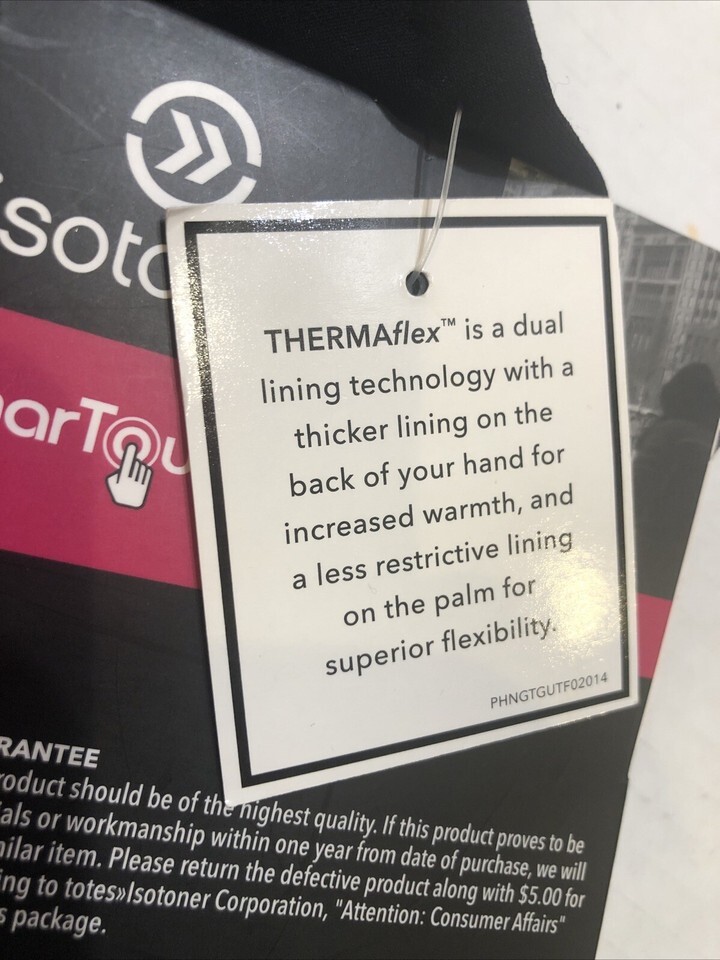 isoto
THERMAflex™ is a dual
lining technology with a
thicker lining on the
back of your hand for
increased warmth, and
a less restrictive lining
on the palm for
superior flexibility.
PHNGTGUTF02014
arTou
RANTEE
roduct should be of the highest quality. If this product proves to be
als or workmanship within one year from date of purchase, we will
ilar item. Please return the defective product along with $5.00 for
ing to totes»Isotoner Corporation, "Attention: Consumer Affairs"
s package.